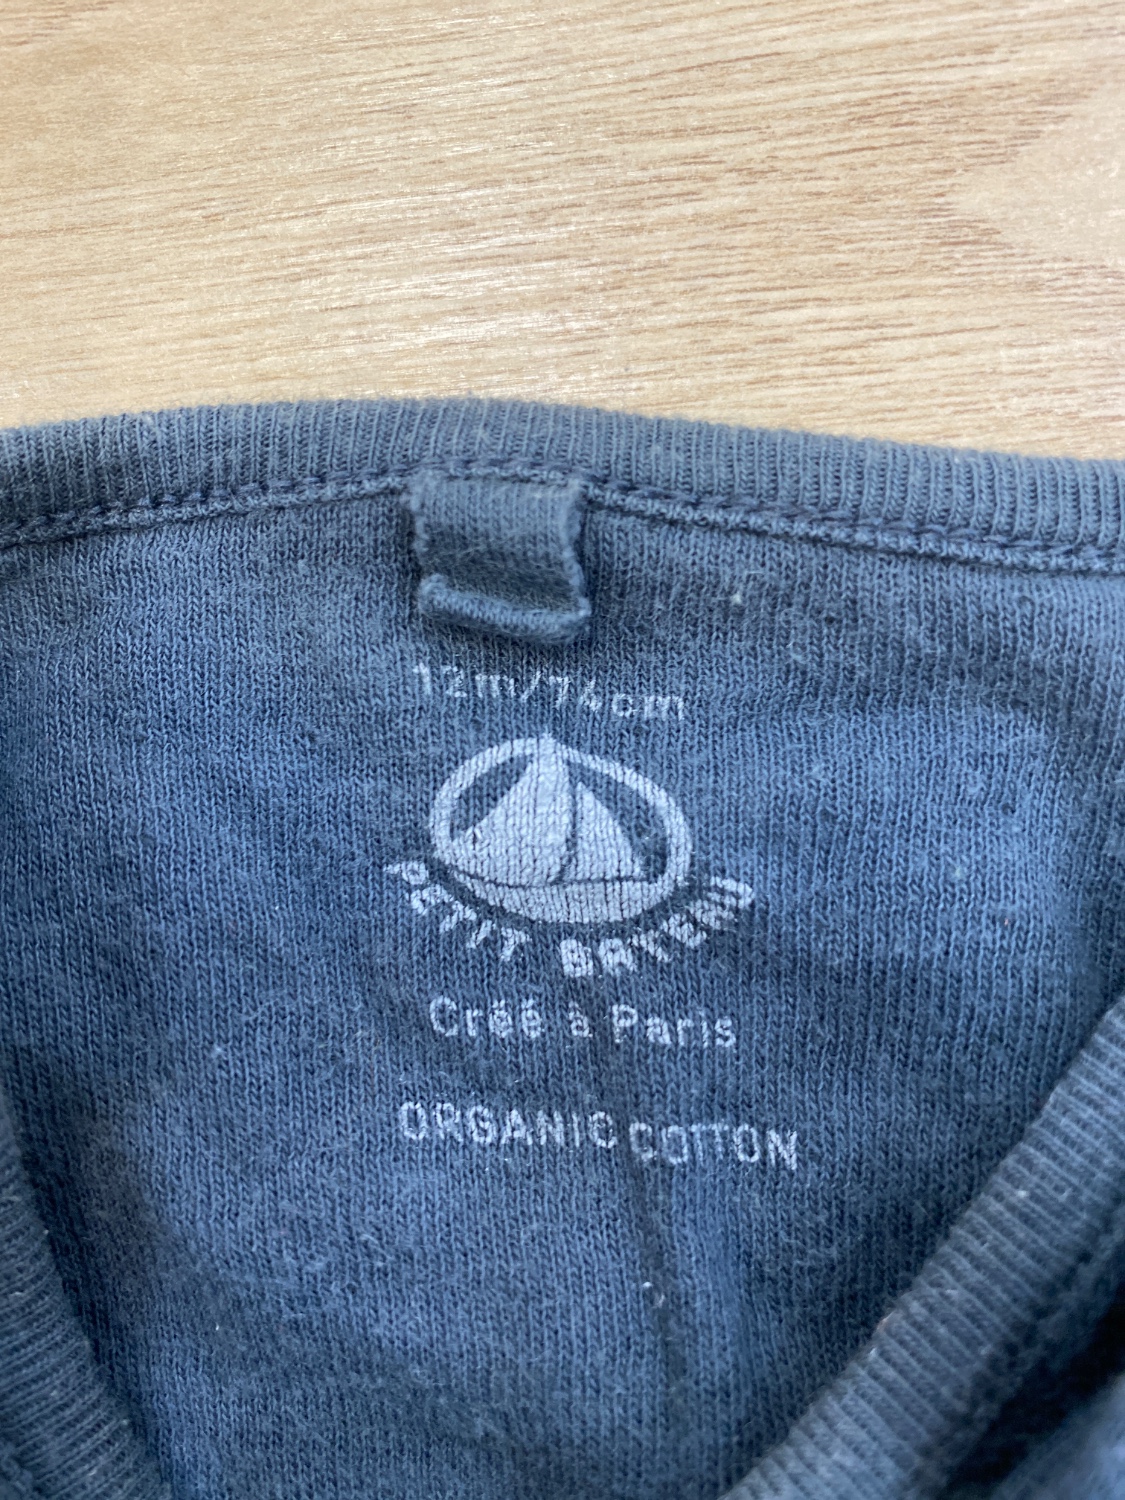 12m/74cm
PETIT BATEAU
Créé à Paris
ORGANIC COTTON